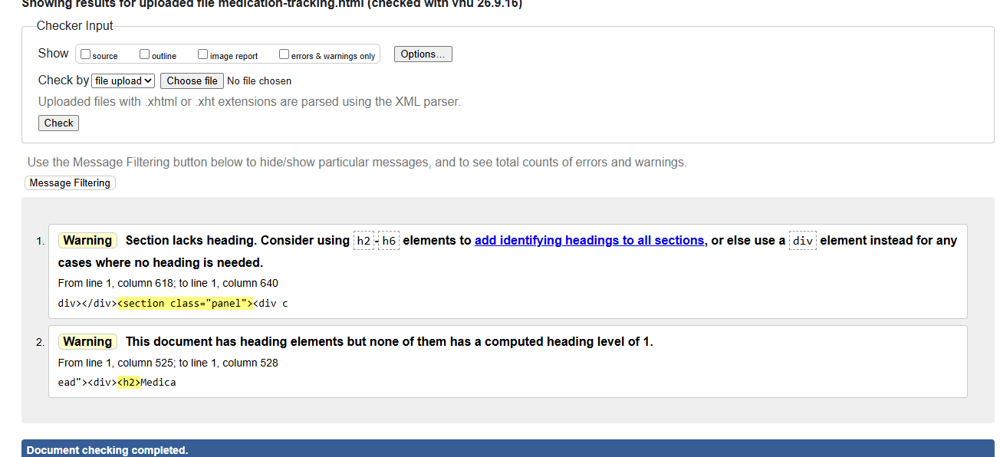 Showing results for uploaded file medication-tracking.html (checked with vnu 26.9.16)
Checker Input
Show source outline image report errors & warnings only Options...
Check by file upload Choose file No file chosen
Uploaded files with .xhtml or .xht extensions are parsed using the XML parser.
Check
Use the Message Filtering button below to hide/show particular messages, and to see total counts of errors and warnings.
Message Filtering
1. Warning Section lacks heading. Consider using h2-h6 elements to add identifying headings to all sections, or else use a div element instead for any
cases where no heading is needed.
From line 1, column 618; to line 1, column 640
div></div><section class="panel"><div c
2. Warning This document has heading elements but none of them has a computed heading level of 1.
From line 1, column 525; to line 1, column 528
ead"><div><h2>Medica
Document checking completed.